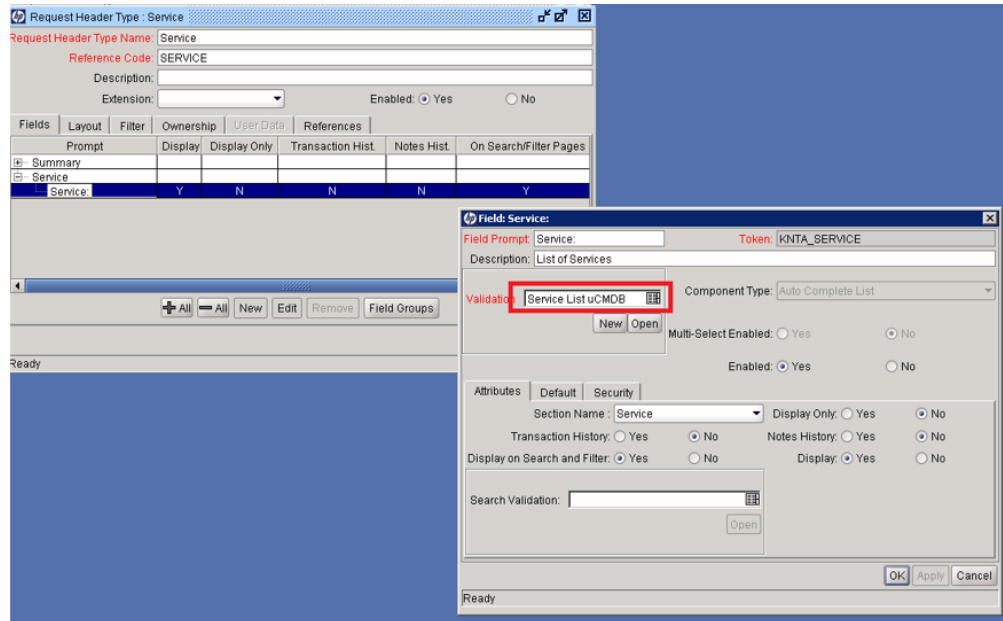 Request Header Type : Service
Request Header Type Name: Service
Reference Code: SERVICE
Description:
Extension: Enabled: Yes No
Fields Layout Filter Ownership User Data References
Prompt Display Display Only Transaction Hist. Notes Hist. On Search/Filter Pages
Summary
Service
Service: Y N N N Y
All All New Edit Remove Field Groups
Ready
Field: Service:
Field Prompt: Service: Token: KNTA_SERVICE
Description: List of Services
Validation Service List uCMDB Component Type: Auto Complete List
New Open
Multi-Select Enabled: Yes No
Enabled: Yes No
Attributes Default Security
Section Name : Service Display Only: Yes No
Transaction History: Yes No Notes History: Yes No
Display on Search and Filter: Yes No Display: Yes No
Search Validation:
Open
OK Apply Cancel
Ready